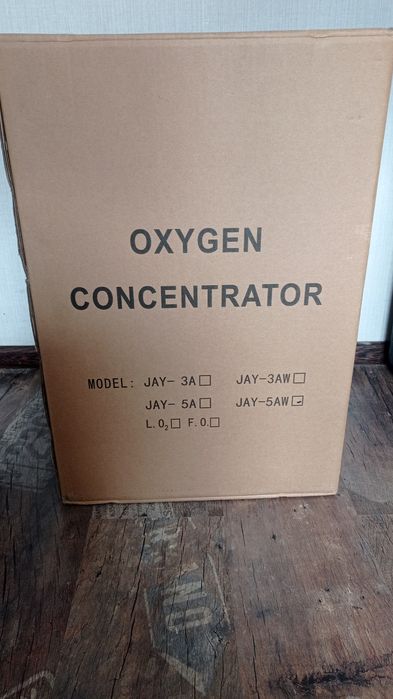 OXYGEN
CONCENTRATOR
MODEL: JAY- 3A☐ JAY-3AW☐
JAY- 5A☐ JAY-5AW☑
L.O₂☐ F.O.☐